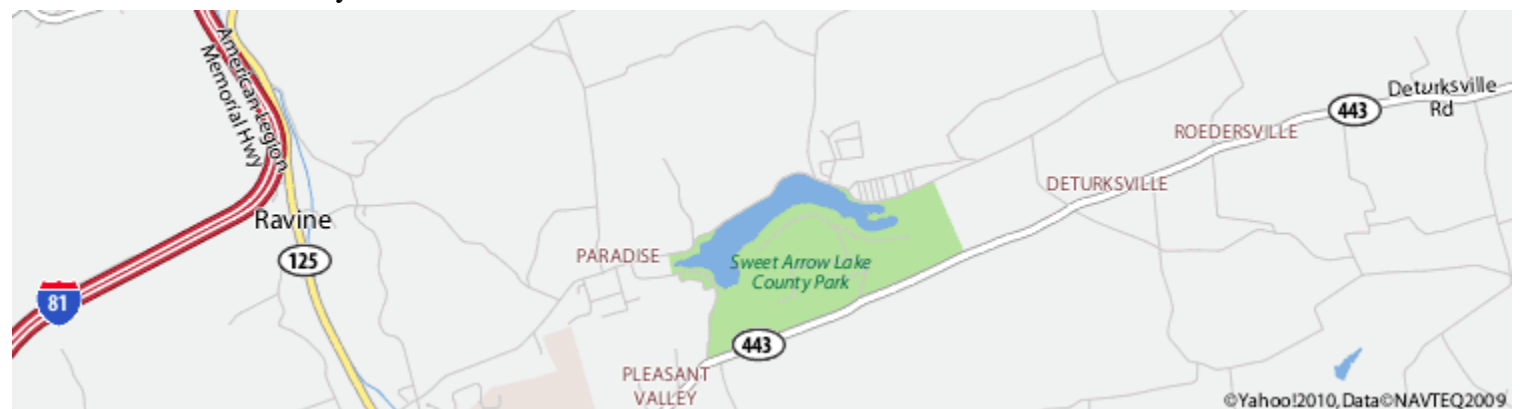 American Legion
Memorial Hwy
443
Deturksville
Rd
ROEDERSVILLE
DETURKSVILLE
Ravine
125
PARADISE
Sweet Arrow Lake
County Park
81
443
PLEASANT
VALLEY
©Yahoo!2010,Data©NAVTEQ2009